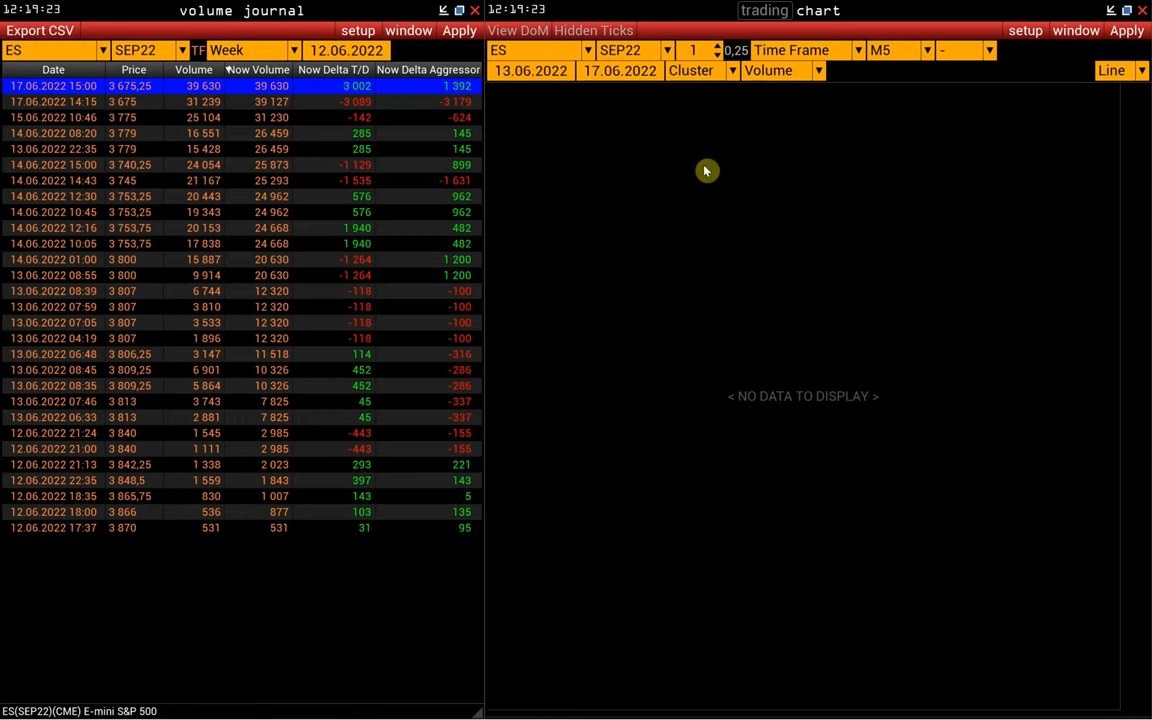 12:19:23 volume journal
Export CSV setup window Apply
ES SEP22 TF Week 12.06.2022
Date Price Volume Now Volume Now Delta T/D Now Delta Aggressor
17.06.2022 15:00 3 675,25 39 630 39 630 3 002 1 392
17.06.2022 14:15 3 675 31 239 39 127 -3 089 -3 179
15.06.2022 10:46 3 775 25 104 31 230 -142 -624
14.06.2022 08:20 3 779 16 551 26 459 285 145
13.06.2022 22:35 3 779 15 428 26 459 285 145
14.06.2022 15:00 3 740,25 24 054 25 873 -1 129 899
14.06.2022 14:43 3 745 21 167 25 293 -1 535 -1 631
14.06.2022 12:30 3 753,25 20 443 24 962 576 962
14.06.2022 10:45 3 753,25 19 343 24 962 576 962
14.06.2022 12:16 3 753,75 20 153 24 668 1 940 482
14.06.2022 10:05 3 753,75 17 838 24 668 1 940 482
14.06.2022 01:00 3 800 15 887 20 630 -1 264 1 200
13.06.2022 08:55 3 800 9 914 20 630 -1 264 1 200
13.06.2022 08:39 3 807 6 744 12 320 -118 -100
13.06.2022 07:59 3 807 3 810 12 320 -118 -100
13.06.2022 07:05 3 807 3 533 12 320 -118 -100
13.06.2022 04:19 3 807 1 896 12 320 -118 -100
13.06.2022 06:48 3 806,25 3 147 11 518 114 -316
13.06.2022 08:45 3 809,25 6 901 10 326 452 -286
13.06.2022 08:35 3 809,25 5 864 10 326 452 -286
13.06.2022 07:46 3 813 3 743 7 825 45 -337
13.06.2022 06:33 3 813 2 881 7 825 45 -337
12.06.2022 21:24 3 840 1 545 2 985 -443 -155
12.06.2022 21:00 3 840 1 111 2 985 -443 -155
12.06.2022 21:13 3 842,25 1 338 2 023 293 221
12.06.2022 22:35 3 848,5 1 559 1 843 397 143
12.06.2022 18:35 3 865,75 830 1 007 143 5
12.06.2022 18:00 3 866 536 877 103 135
12.06.2022 17:37 3 870 531 531 31 95
ES(SEP22)(CME) E-mini S&P 500
12:19:23 trading chart
View DoM Hidden Ticks setup window Apply
ES SEP22 1 0,25 Time Frame M5 -
13.06.2022 17.06.2022 Cluster Volume Line
< NO DATA TO DISPLAY >